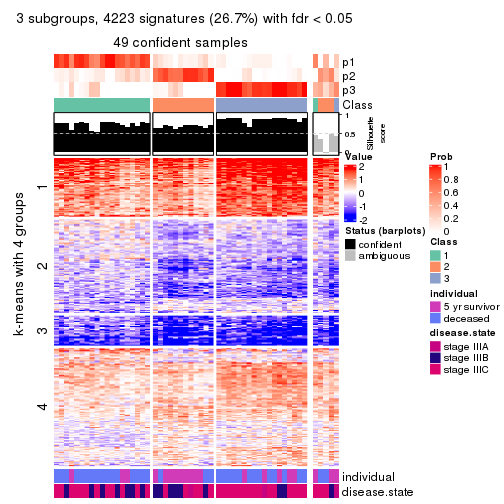 3 subgroups, 4223 signatures (26.7%) with fdr < 0.05
49 confident samples
p1
p2
p3
Class
1
0.5
0
Silhouette
score
k-means with 4 groups
1
2
3
4
Value
2
1
0
-1
-2
Status (barplots)
confident
ambiguous
Prob
1
0.8
0.6
0.4
0.2
0
Class
1
2
3
individual
5 yr survivor
deceased
disease.state
stage IIIA
stage IIIB
stage IIIC
individual
disease.state